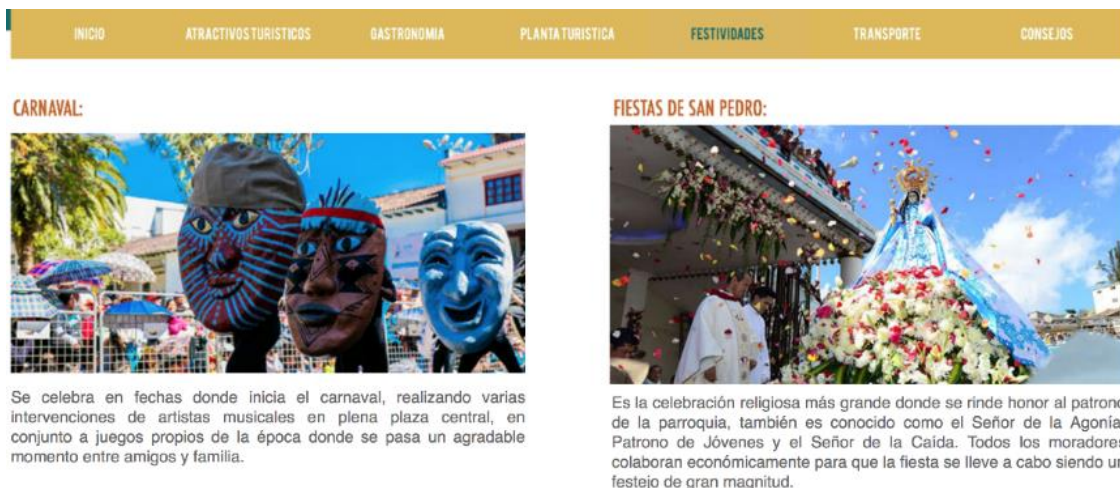 INICIO ATRACTIVOS TURISTICOS GASTRONOMIA PLANTA TURISTICA FESTIVIDADES TRANSPORTE CONSEJOS
CARNAVAL:
Se celebra en fechas donde inicia el carnaval, realizando varias
intervenciones de artistas musicales en plena plaza central, en
conjunto a juegos propios de la época donde se pasa un agradable
momento entre amigos y familia.
FIESTAS DE SAN PEDRO:
Es la celebración religiosa más grande donde se rinde honor al patrono
de la parroquia, también es conocido como el Señor de la Agonía
Patrono de Jóvenes y el Señor de la Caída. Todos los moradores
colaboran económicamente para que la fiesta se lleve a cabo siendo un
festejo de gran magnitud.